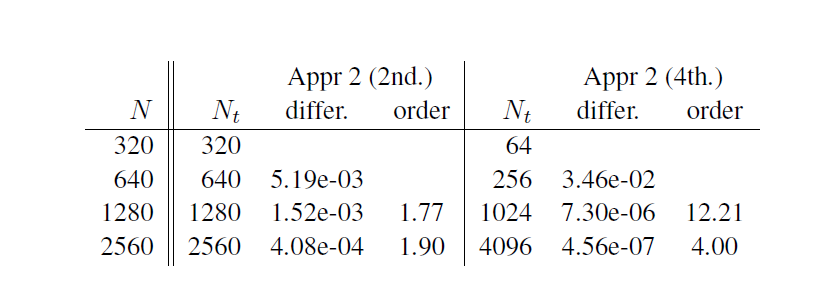 Appr 2 (2nd.) Appr 2 (4th.)
N Nt differ. order Nt differ. order
320 320 64
640 640 5.19e-03 256 3.46e-02
1280 1280 1.52e-03 1.77 1024 7.30e-06 12.21
2560 2560 4.08e-04 1.90 4096 4.56e-07 4.00